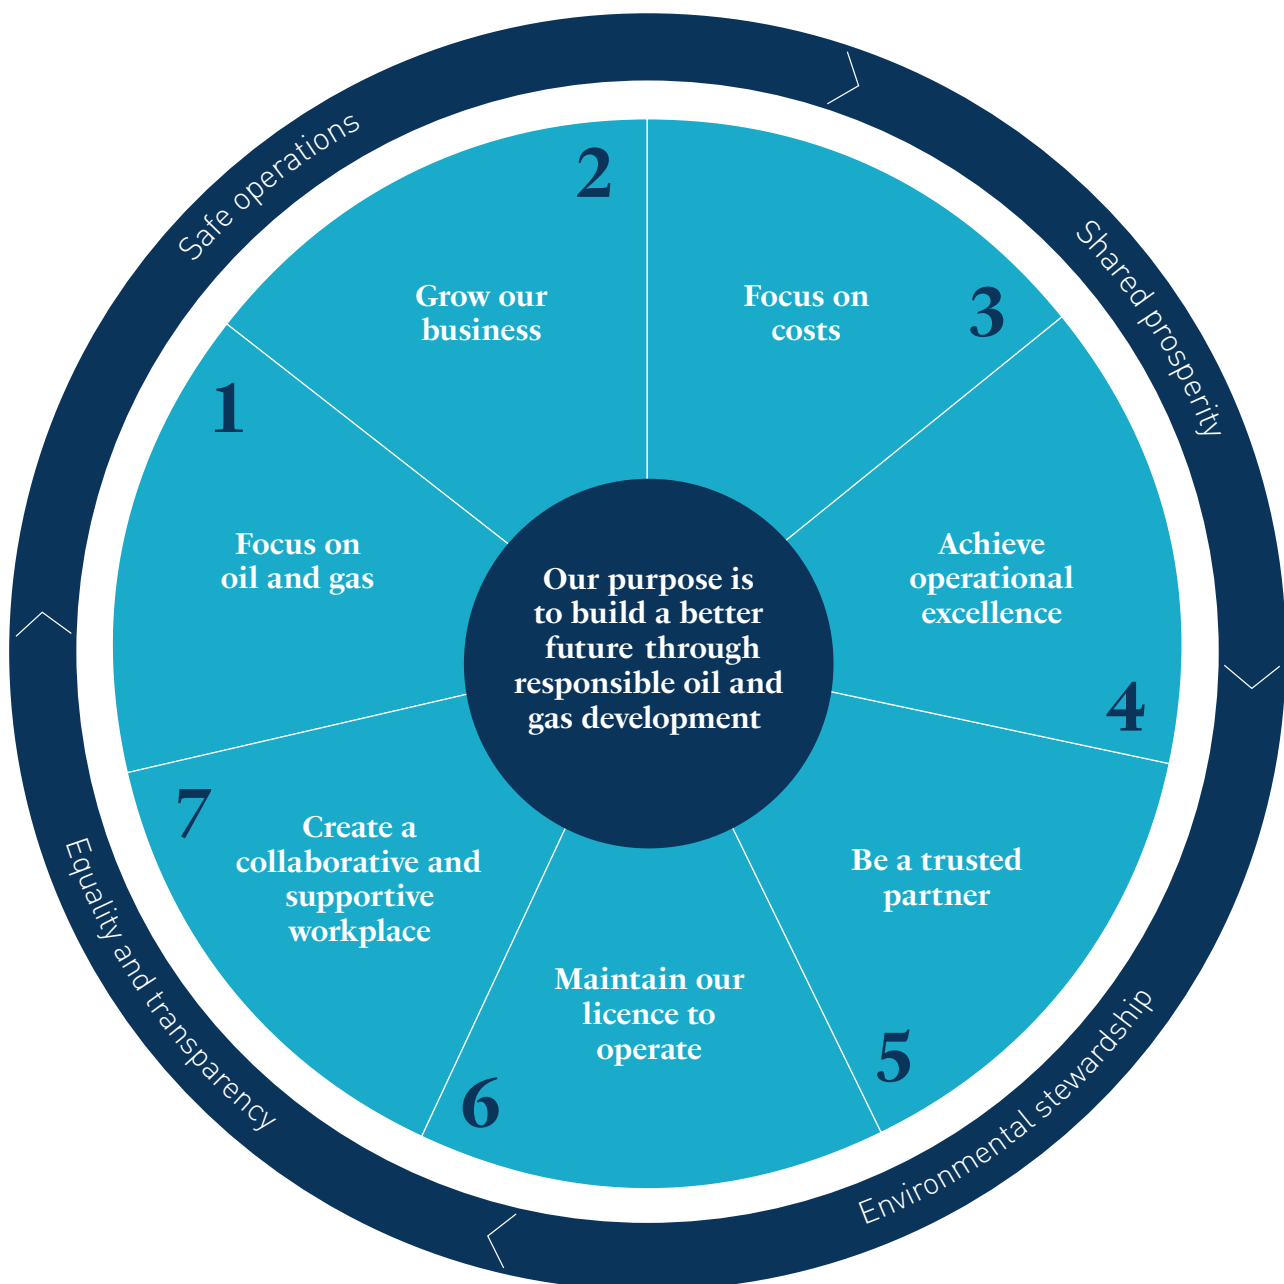 Safe operations
Shared prosperity
Environmental stewardship
Equality and transparency
1
Focus on
oil and gas
2
Grow our
business
3
Focus on
costs
4
Achieve
operational
excellence
5
Be a trusted
partner
6
Maintain our
licence to
operate
7
Create a
collaborative and
supportive
workplace
Our purpose is
to build a better
future through
responsible oil and
gas development